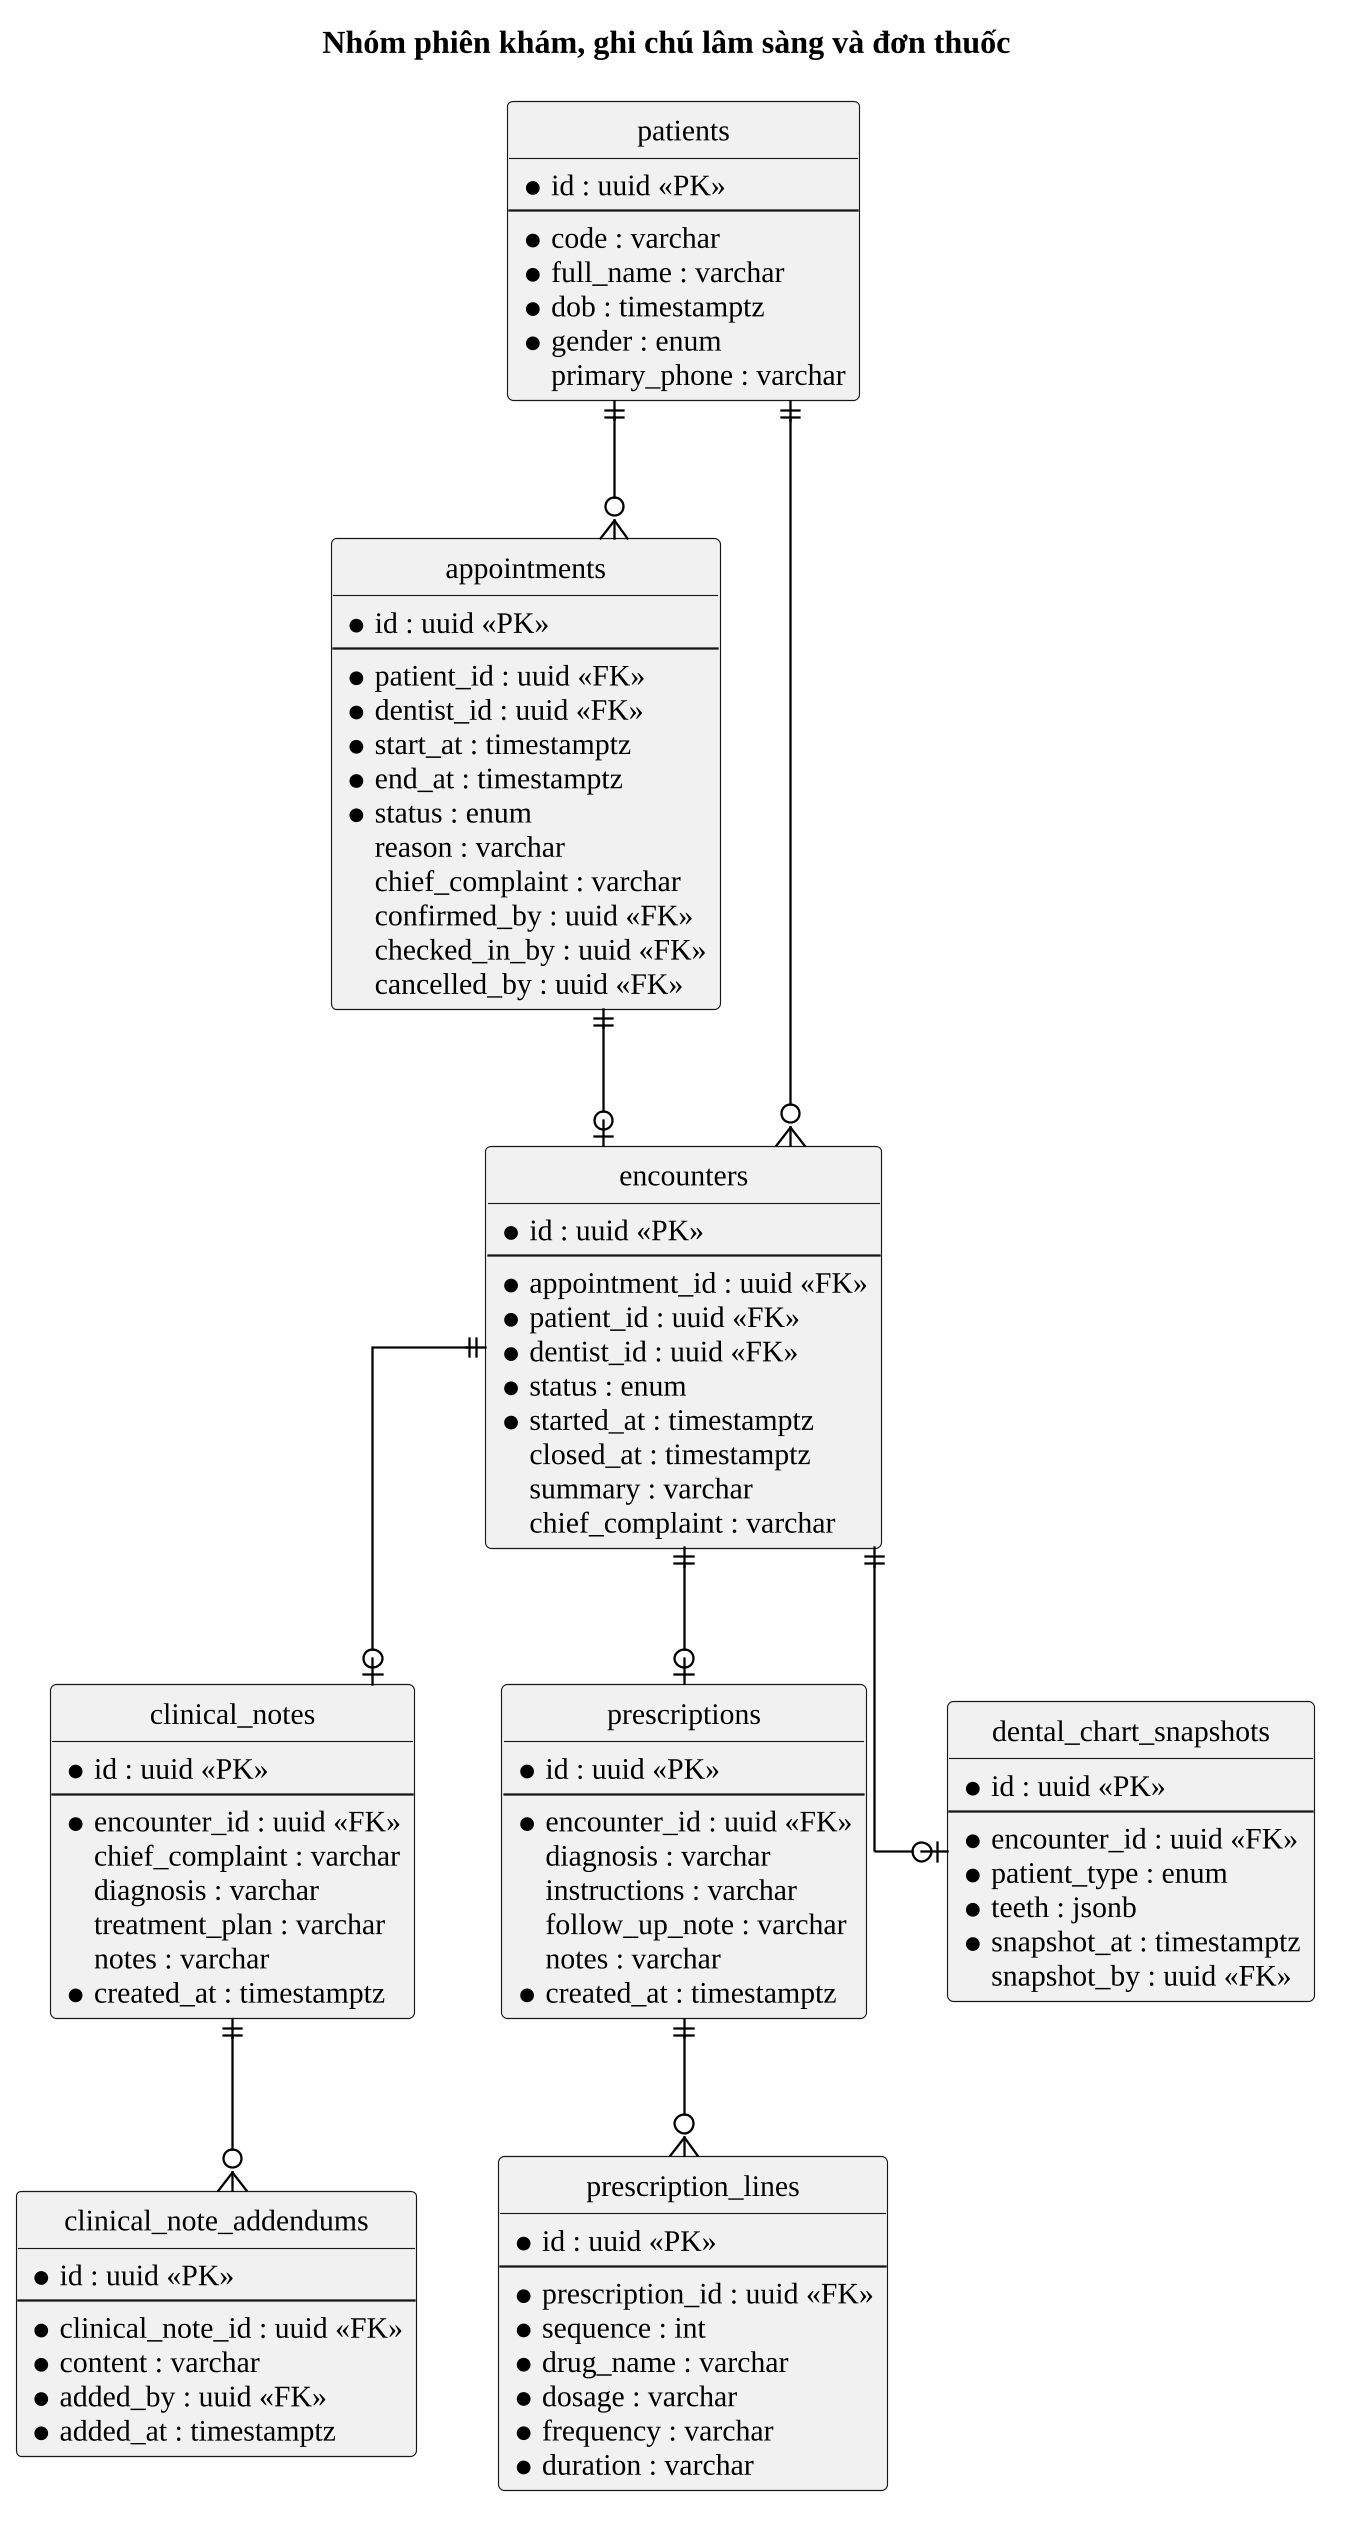 Nhóm phiên khám, ghi chú lâm sàng và đơn thuốc
patients
id : uuid «PK»
code : varchar
full_name : varchar
dob : timestamptz
gender : enum
primary_phone : varchar
appointments
id : uuid «PK»
patient_id : uuid «FK»
dentist_id : uuid «FK»
start_at : timestamptz
end_at : timestamptz
status : enum
reason : varchar
chief_complaint : varchar
confirmed_by : uuid «FK»
checked_in_by : uuid «FK»
cancelled_by : uuid «FK»
encounters
id : uuid «PK»
appointment_id : uuid «FK»
patient_id : uuid «FK»
dentist_id : uuid «FK»
status : enum
started_at : timestamptz
closed_at : timestamptz
summary : varchar
chief_complaint : varchar
clinical_notes
id : uuid «PK»
encounter_id : uuid «FK»
chief_complaint : varchar
diagnosis : varchar
treatment_plan : varchar
notes : varchar
created_at : timestamptz
prescriptions
id : uuid «PK»
encounter_id : uuid «FK»
diagnosis : varchar
instructions : varchar
follow_up_note : varchar
notes : varchar
created_at : timestamptz
dental_chart_snapshots
id : uuid «PK»
encounter_id : uuid «FK»
patient_type : enum
teeth : jsonb
snapshot_at : timestamptz
snapshot_by : uuid «FK»
clinical_note_addendums
id : uuid «PK»
clinical_note_id : uuid «FK»
content : varchar
added_by : uuid «FK»
added_at : timestamptz
prescription_lines
id : uuid «PK»
prescription_id : uuid «FK»
sequence : int
drug_name : varchar
dosage : varchar
frequency : varchar
duration : varchar